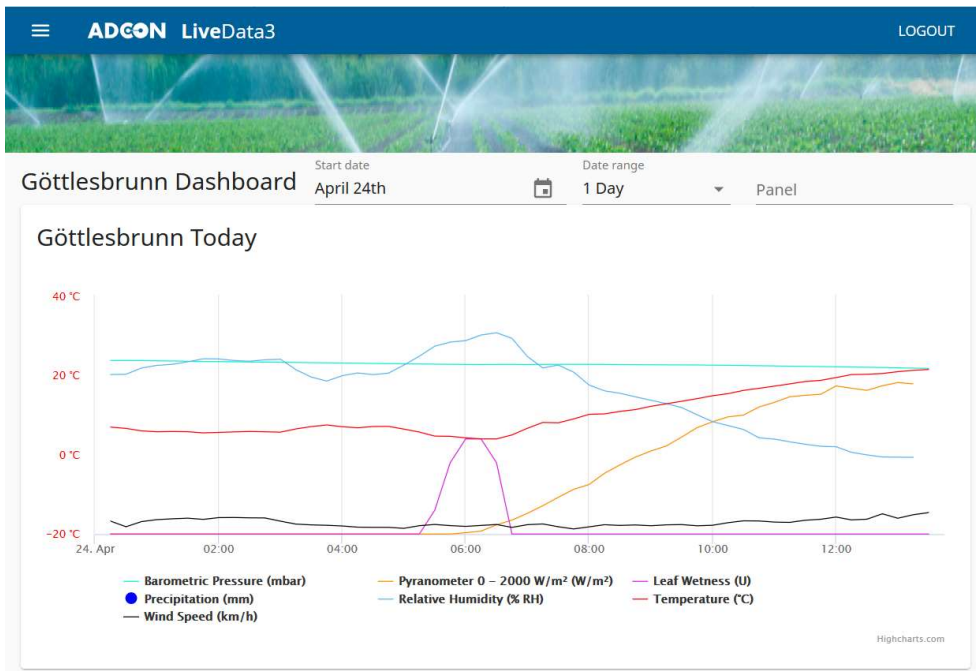 ADCON LiveData3 LOGOUT
Göttlesbrunn Dashboard
Start date
April 24th
Date range
1 Day
Panel
Göttlesbrunn Today
40 °C
20 °C
0 °C
−20 °C
24. Apr 02:00 04:00 06:00 08:00 10:00 12:00
Barometric Pressure (mbar) Pyranometer 0 – 2000 W/m² (W/m²) Leaf Wetness (U)
Precipitation (mm) Relative Humidity (% RH) Temperature (°C)
Wind Speed (km/h)
Highcharts.com